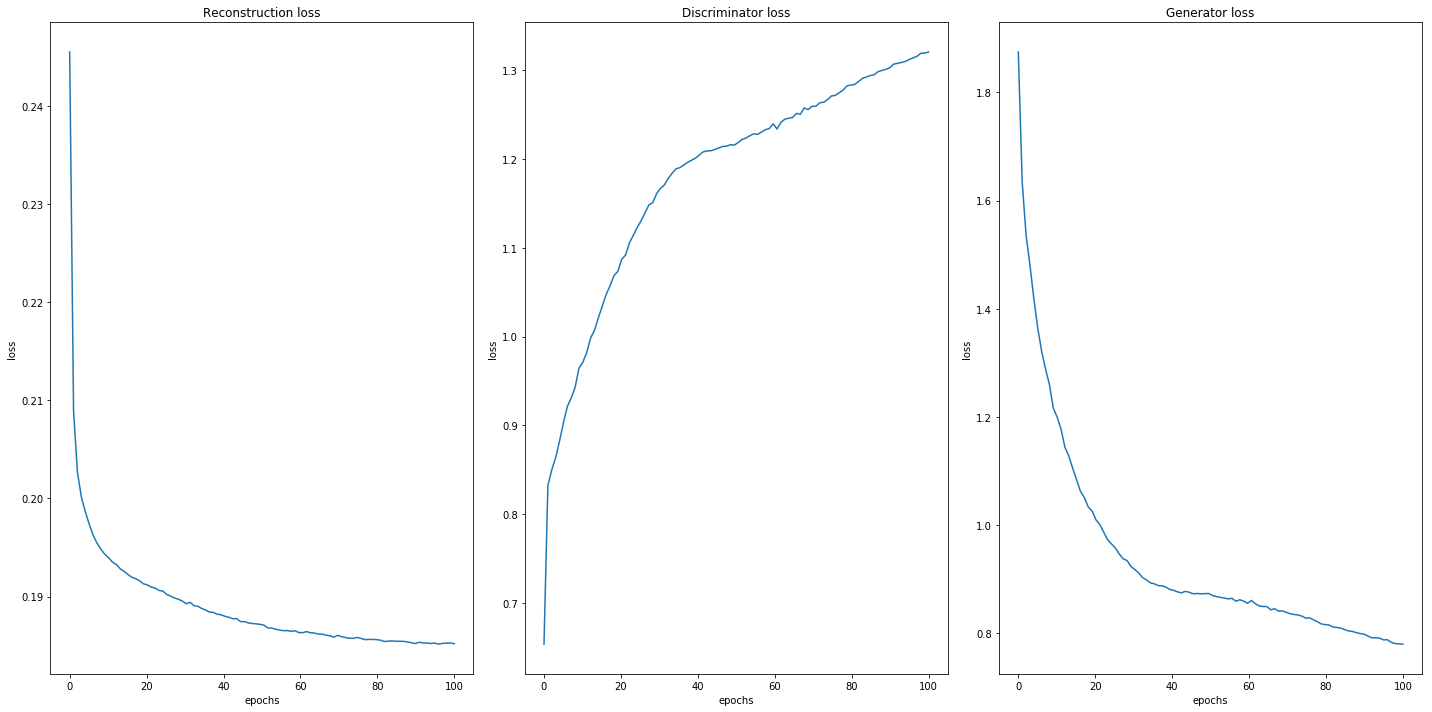 Reconstruction loss
0.24
0.23
0.22
0.21
0.20
0.19
loss
0 20 40 60 80 100
epochs
Discriminator loss
1.3
1.2
1.1
1.0
0.9
0.8
0.7
loss
0 20 40 60 80 100
epochs
Generator loss
1.8
1.6
1.4
1.2
1.0
0.8
loss
0 20 40 60 80 100
epochs